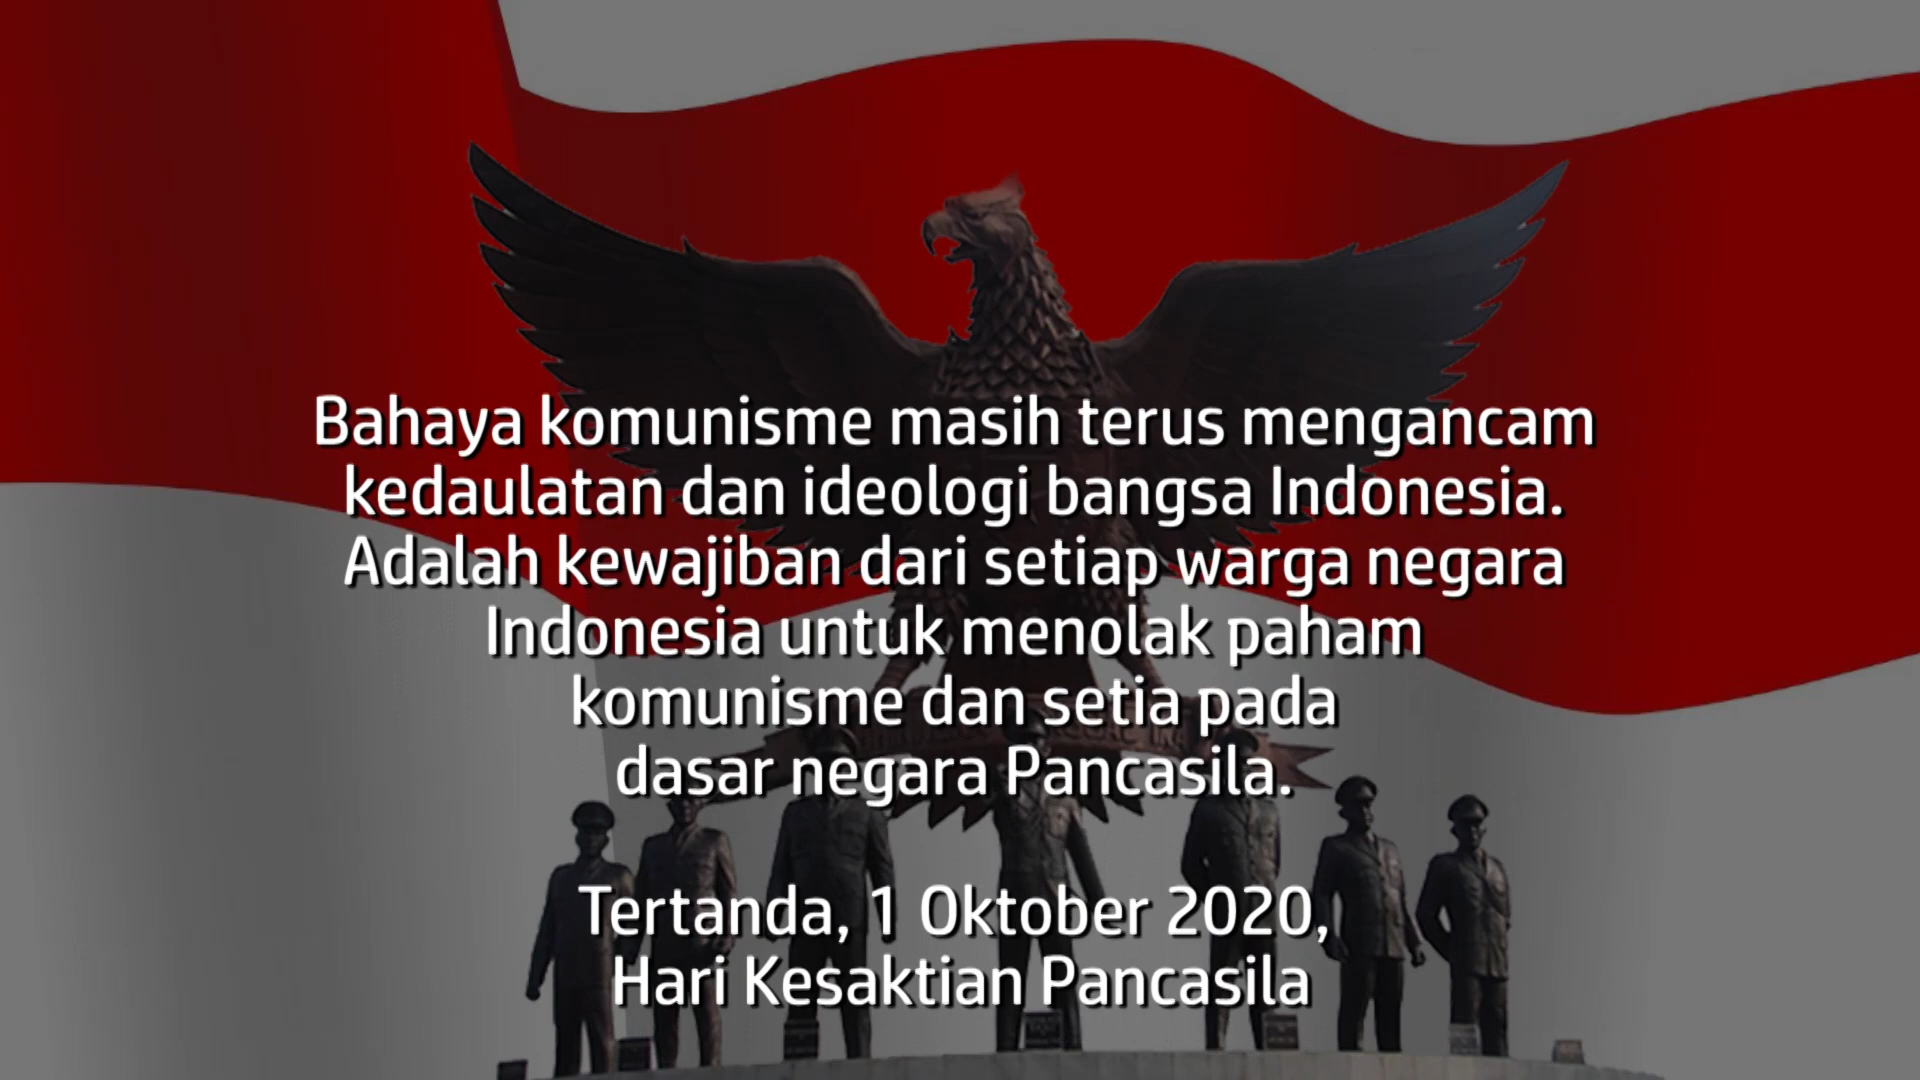 Bahaya komunisme masih terus mengancam
kedaulatan dan ideologi bangsa Indonesia.
Adalah kewajiban dari setiap warga negara
Indonesia untuk menolak paham
komunisme dan setia pada
dasar negara Pancasila.
Tertanda, 1 Oktober 2020,
Hari Kesaktian Pancasila